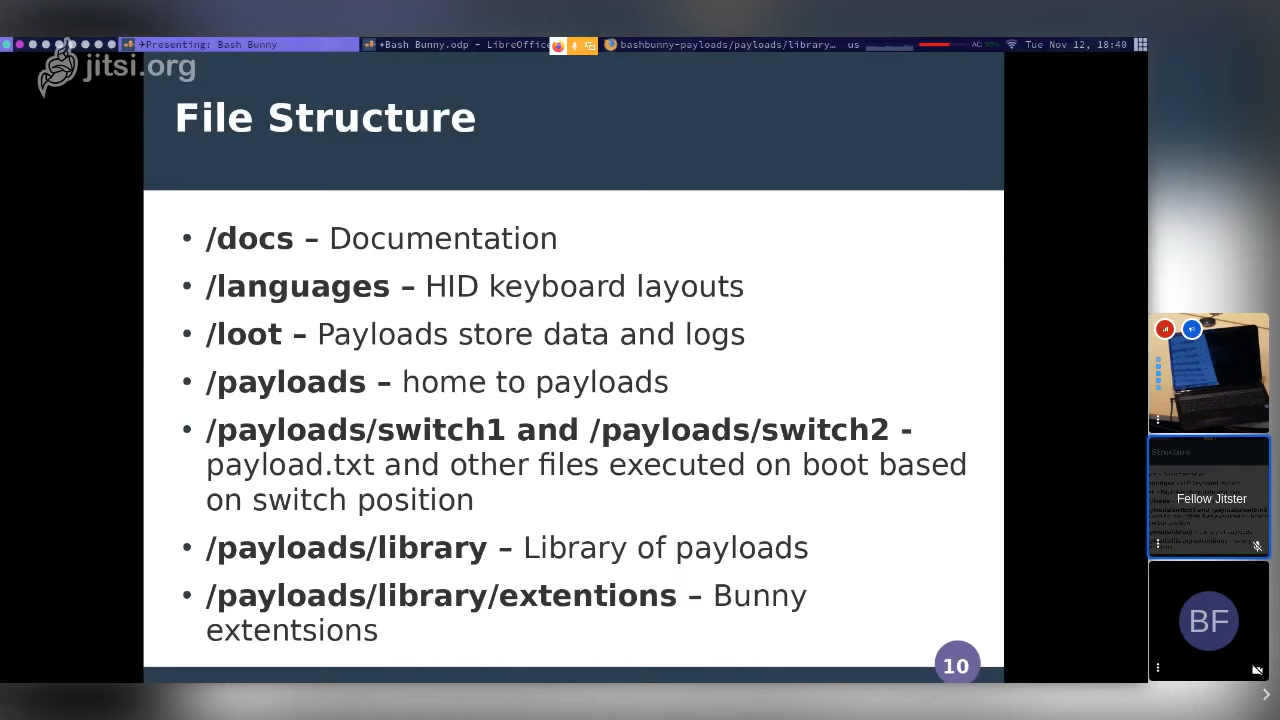 Presenting: Bash Bunny
Bash Bunny.odp - LibreOffic
bashbunny-payloads/payloads/library…
us
AC
Tue Nov 12, 18:40
jitsi.org
File Structure
• /docs – Documentation
• /languages – HID keyboard layouts
• /loot – Payloads store data and logs
• /payloads – home to payloads
• /payloads/switch1 and /payloads/switch2 -
payload.txt and other files executed on boot based
on switch position
• /payloads/library – Library of payloads
• /payloads/library/extentions – Bunny
extentsions
10
Fellow Jitster
BF